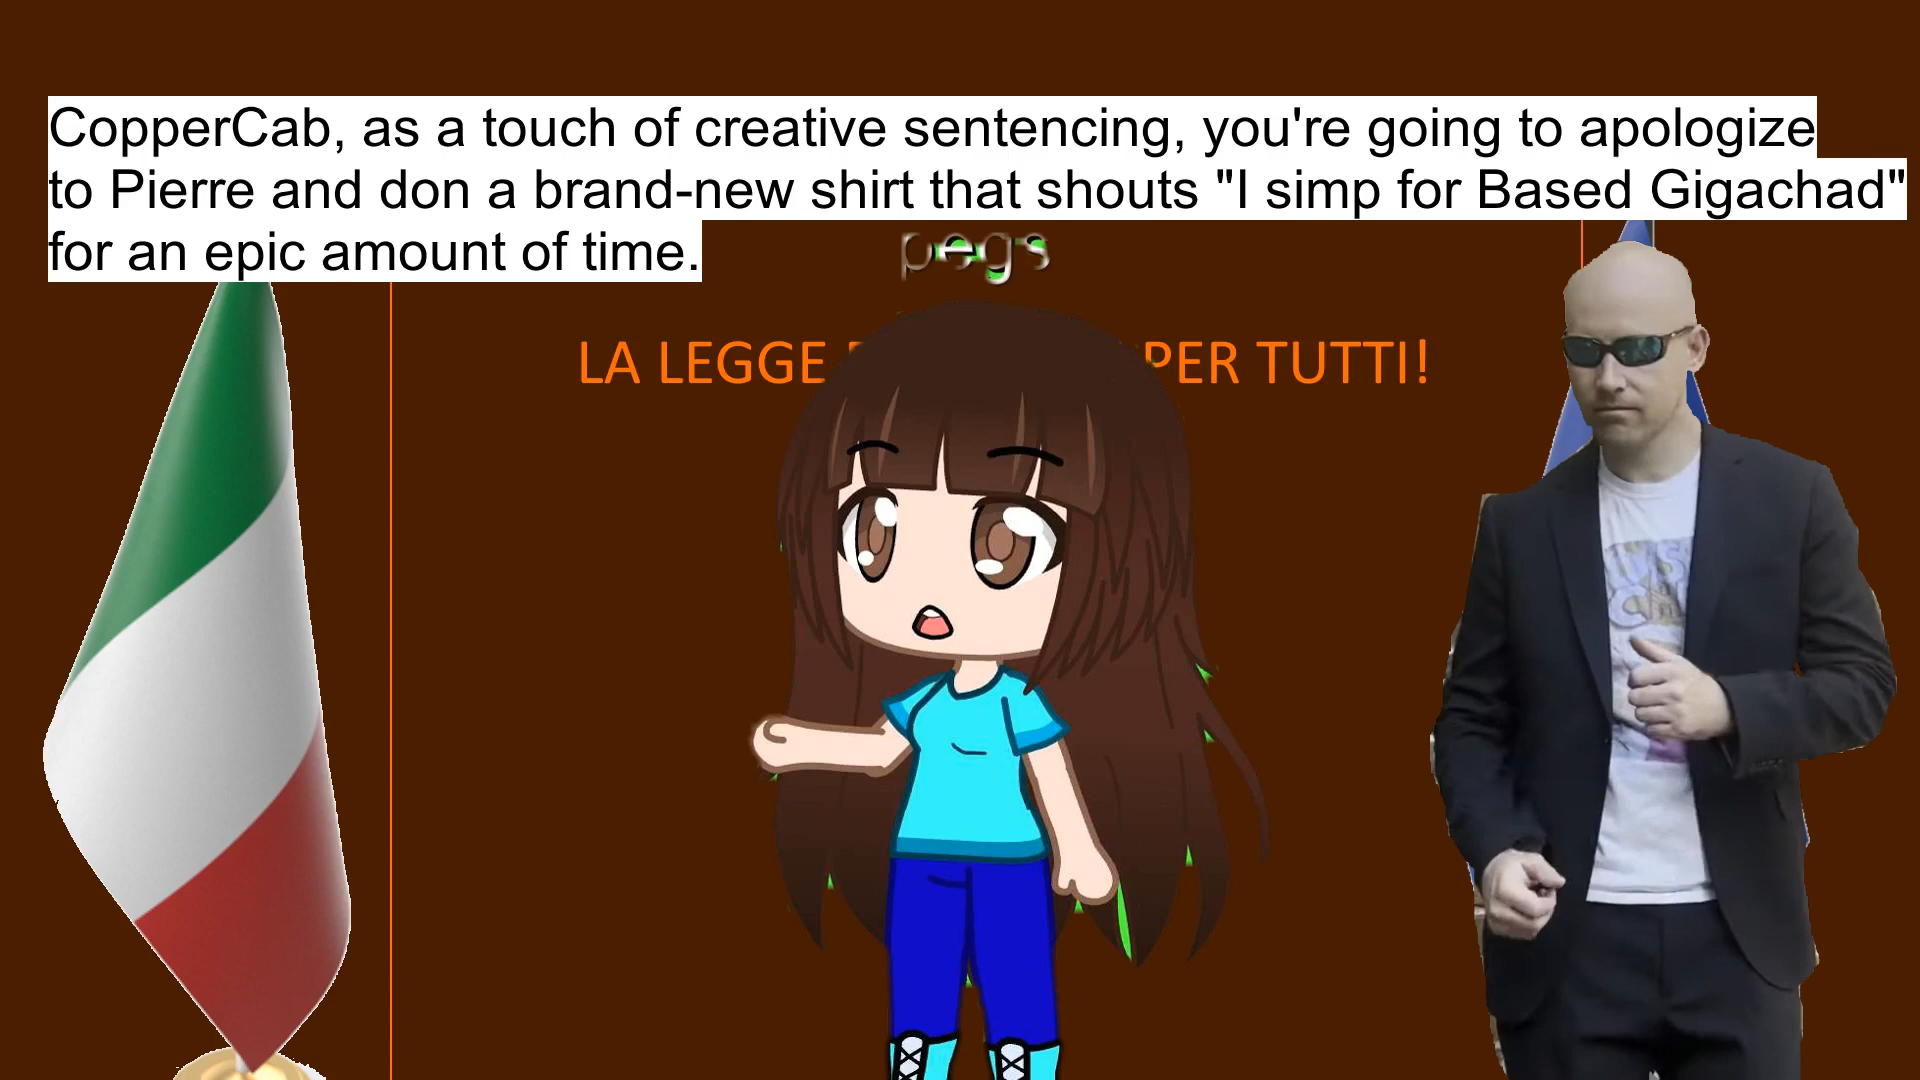 CopperCab, as a touch of creative sentencing, you're going to apologize
to Pierre and don a brand-new shirt that shouts "I simp for Based Gigachad"
for an epic amount of time.
pegs
LA LEGGE PER TUTTI!